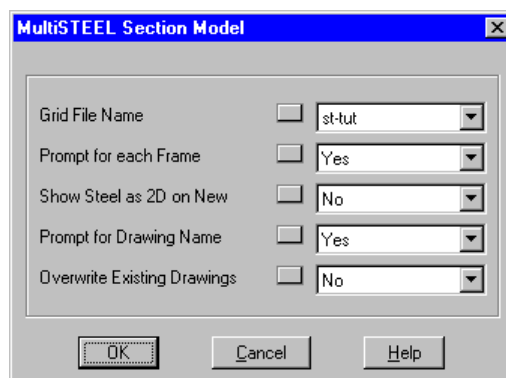 MultiSTEEL Section Model
Grid File Name st-tut
Prompt for each Frame Yes
Show Steel as 2D on New No
Prompt for Drawing Name Yes
Overwrite Existing Drawings No
OK Cancel Help